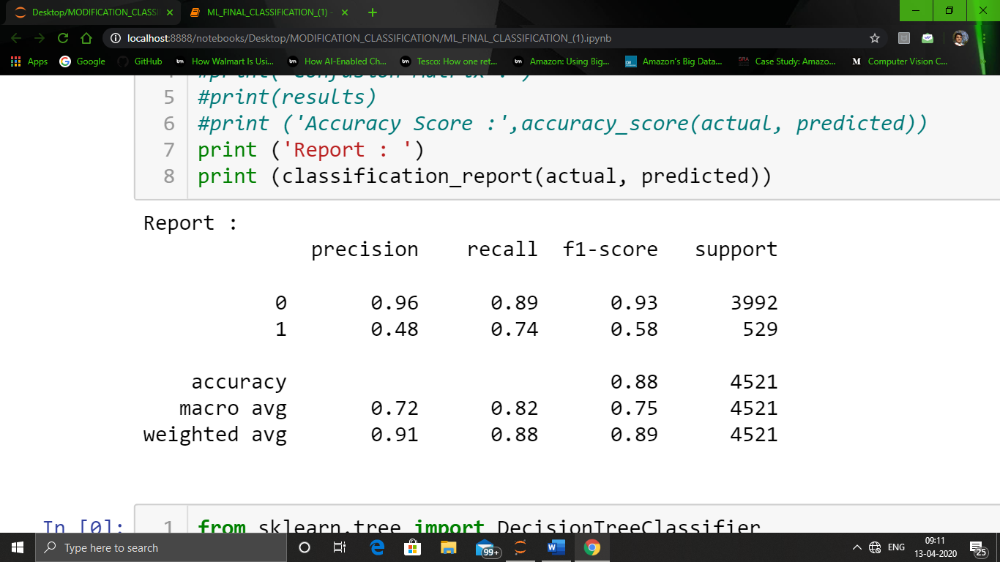 Desktop/MODIFICATION_CLASSI
ML_FINAL_CLASSIFICATION_(1) -
localhost:8888/notebooks/Desktop/MODIFICATION_CLASSIFICATION/ML_FINAL_CLASSIFICATION_(1).ipynb
Apps Google GitHub How Walmart Is Usi... How AI-Enabled Ch... Tesco: How one ret... Amazon: Using Big... Amazon's Big Data... Case Study: Amazo... Computer Vision C...
5 #print(results)
6 #print ('Accuracy Score :',accuracy_score(actual, predicted))
7 print ('Report : ')
8 print (classification_report(actual, predicted))
Report :
precision recall f1-score support
0 0.96 0.89 0.93 3992
1 0.48 0.74 0.58 529
accuracy 0.88 4521
macro avg 0.72 0.82 0.75 4521
weighted avg 0.91 0.88 0.89 4521
In [0]: 1 from sklearn.tree import DecisionTreeClassifier
Type here to search
99+
ENG
09:11
13-04-2020
25